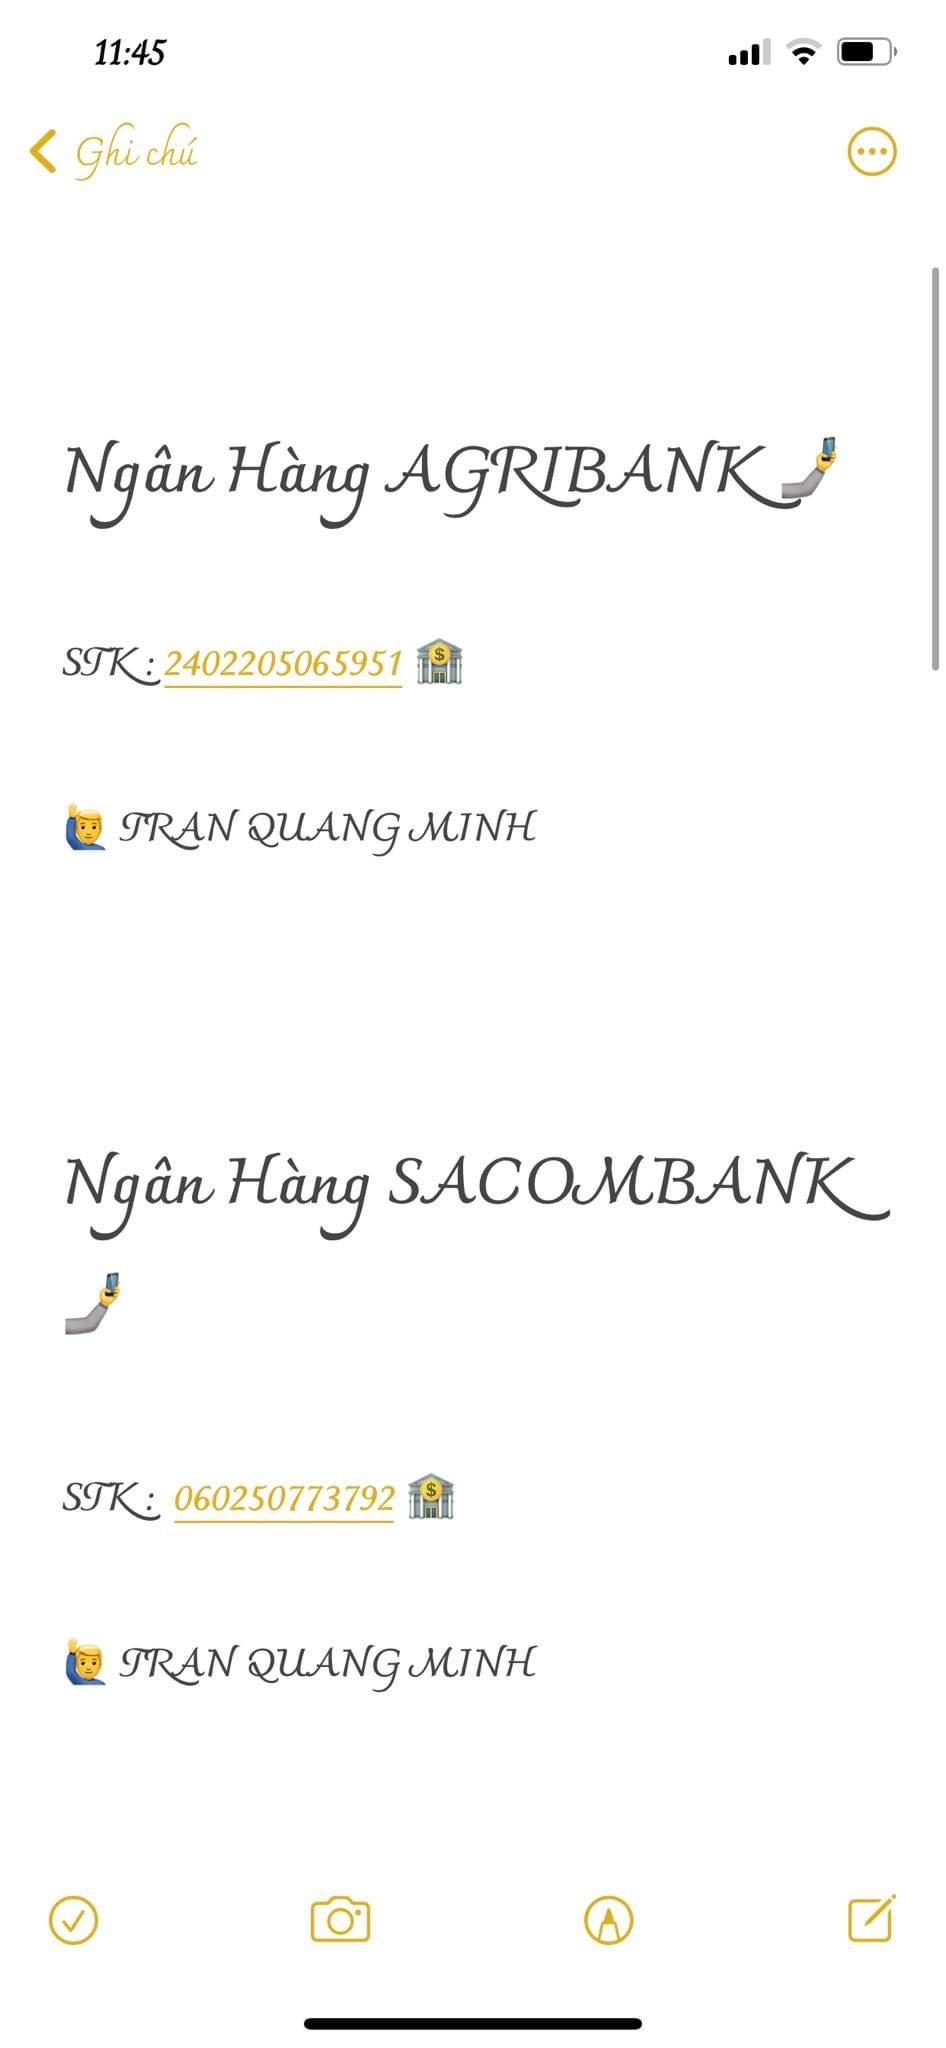 11:45
Ghi chú
Ngân Hàng AGRIBANK
STK : 2402205065951
TRAN QUANG MINH
Ngân Hàng SACOMBANK
STK : 060250773792
TRAN QUANG MINH